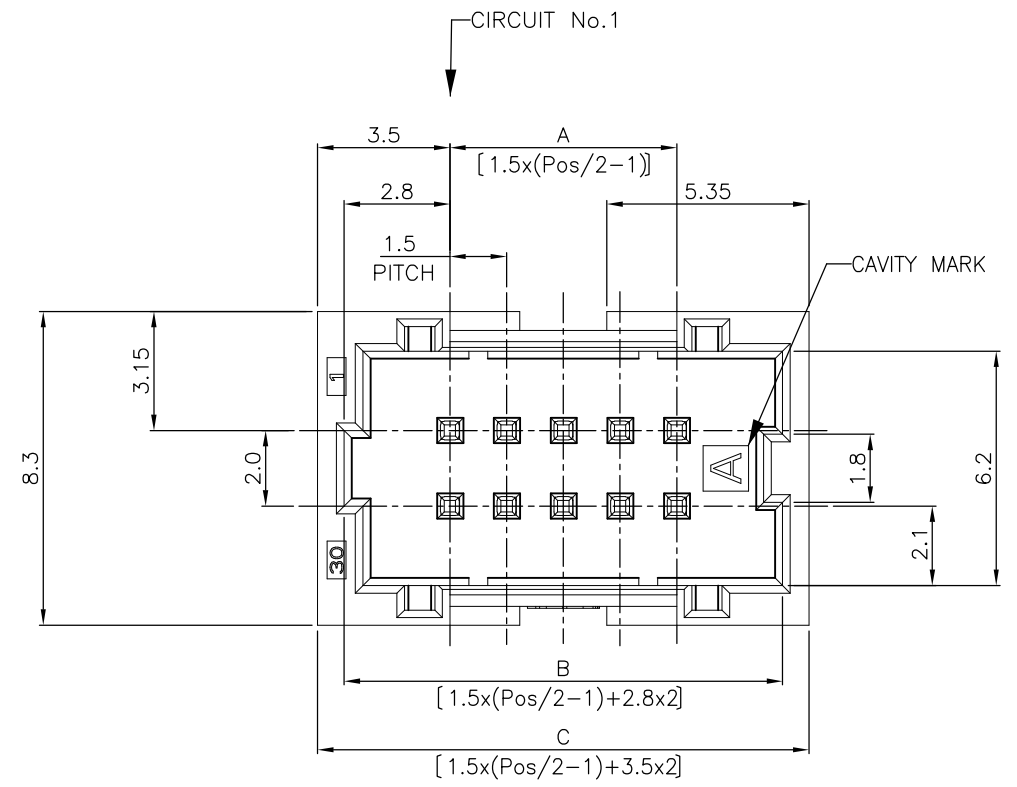 CIRCUIT No.1
3.5
A
[1.5x(Pos/2-1)]
2.8
5.35
1.5
PITCH
CAVITY MARK
3.15
1
8.3
2.0
A
1.8
6.2
30
2.1
B
[1.5x(Pos/2-1)+2.8x2]
C
[1.5x(Pos/2-1)+3.5x2]